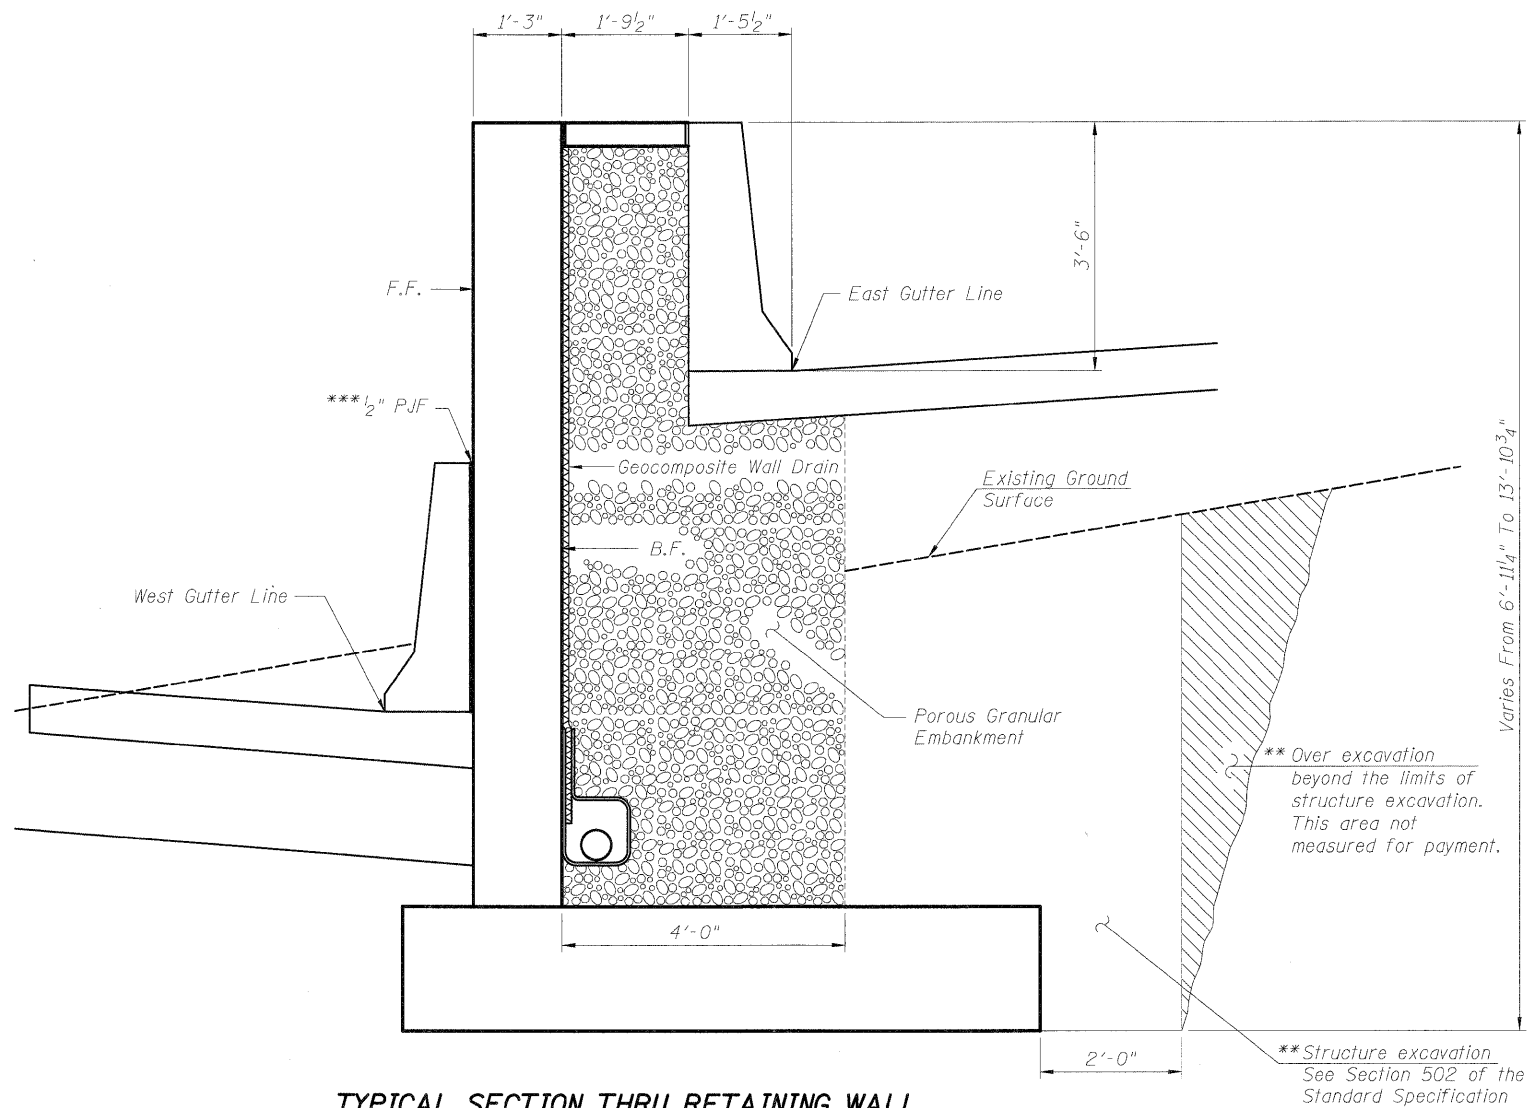 1'-3"
1'-9½"
1'-5½"
3'-6"
F.F.
East Gutter Line
***½" PJF
Geocomposite Wall Drain
Existing Ground
Surface
B.F.
West Gutter Line
Porous Granular
Embankment
Varies From 6'-11¼" To 13'-10¾"
** Over excavation
beyond the limits of
structure excavation.
This area not
measured for payment.
4'-0"
2'-0"
**Structure excavation
See Section 502 of the
Standard Specification
TYPICAL SECTION THRU RETAINING WALL